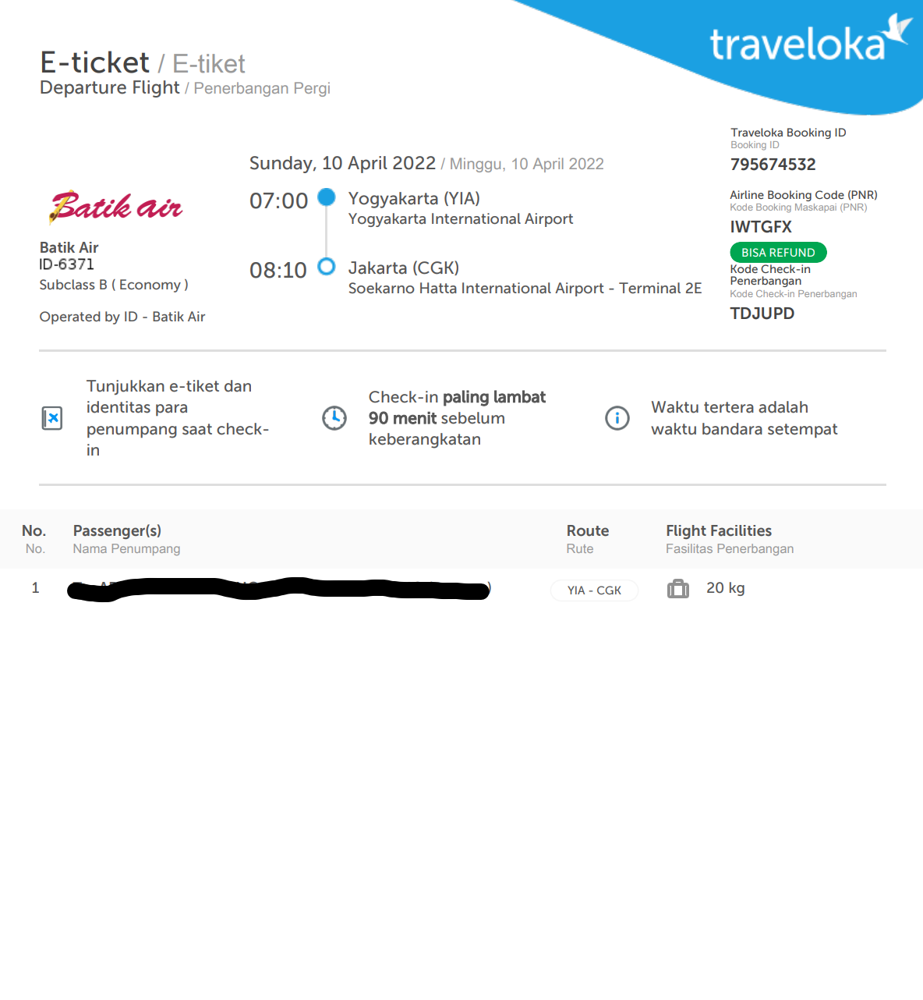 traveloka
E-ticket / E-tiket
Departure Flight / Penerbangan Pergi
Traveloka Booking ID
Booking ID
795674532
Sunday, 10 April 2022 / Minggu, 10 April 2022
07:00 Yogyakarta (YIA)
Yogyakarta International Airport
08:10 Jakarta (CGK)
Soekarno Hatta International Airport - Terminal 2E
Batik Air
Batik Air
ID-6371
Subclass B ( Economy )
Operated by ID - Batik Air
Airline Booking Code (PNR)
Kode Booking Maskapai (PNR)
IWTGFX
BISA REFUND
Kode Check-in
Penerbangan
Kode Check-in Penerbangan
TDJUPD
Tunjukkan e-tiket dan
identitas para
penumpang saat check-
in
Check-in paling lambat
90 menit sebelum
keberangkatan
Waktu tertera adalah
waktu bandara setempat
No. Passenger(s) Route Flight Facilities
No. Nama Penumpang Rute Fasilitas Penerbangan
1 YIA - CGK 20 kg